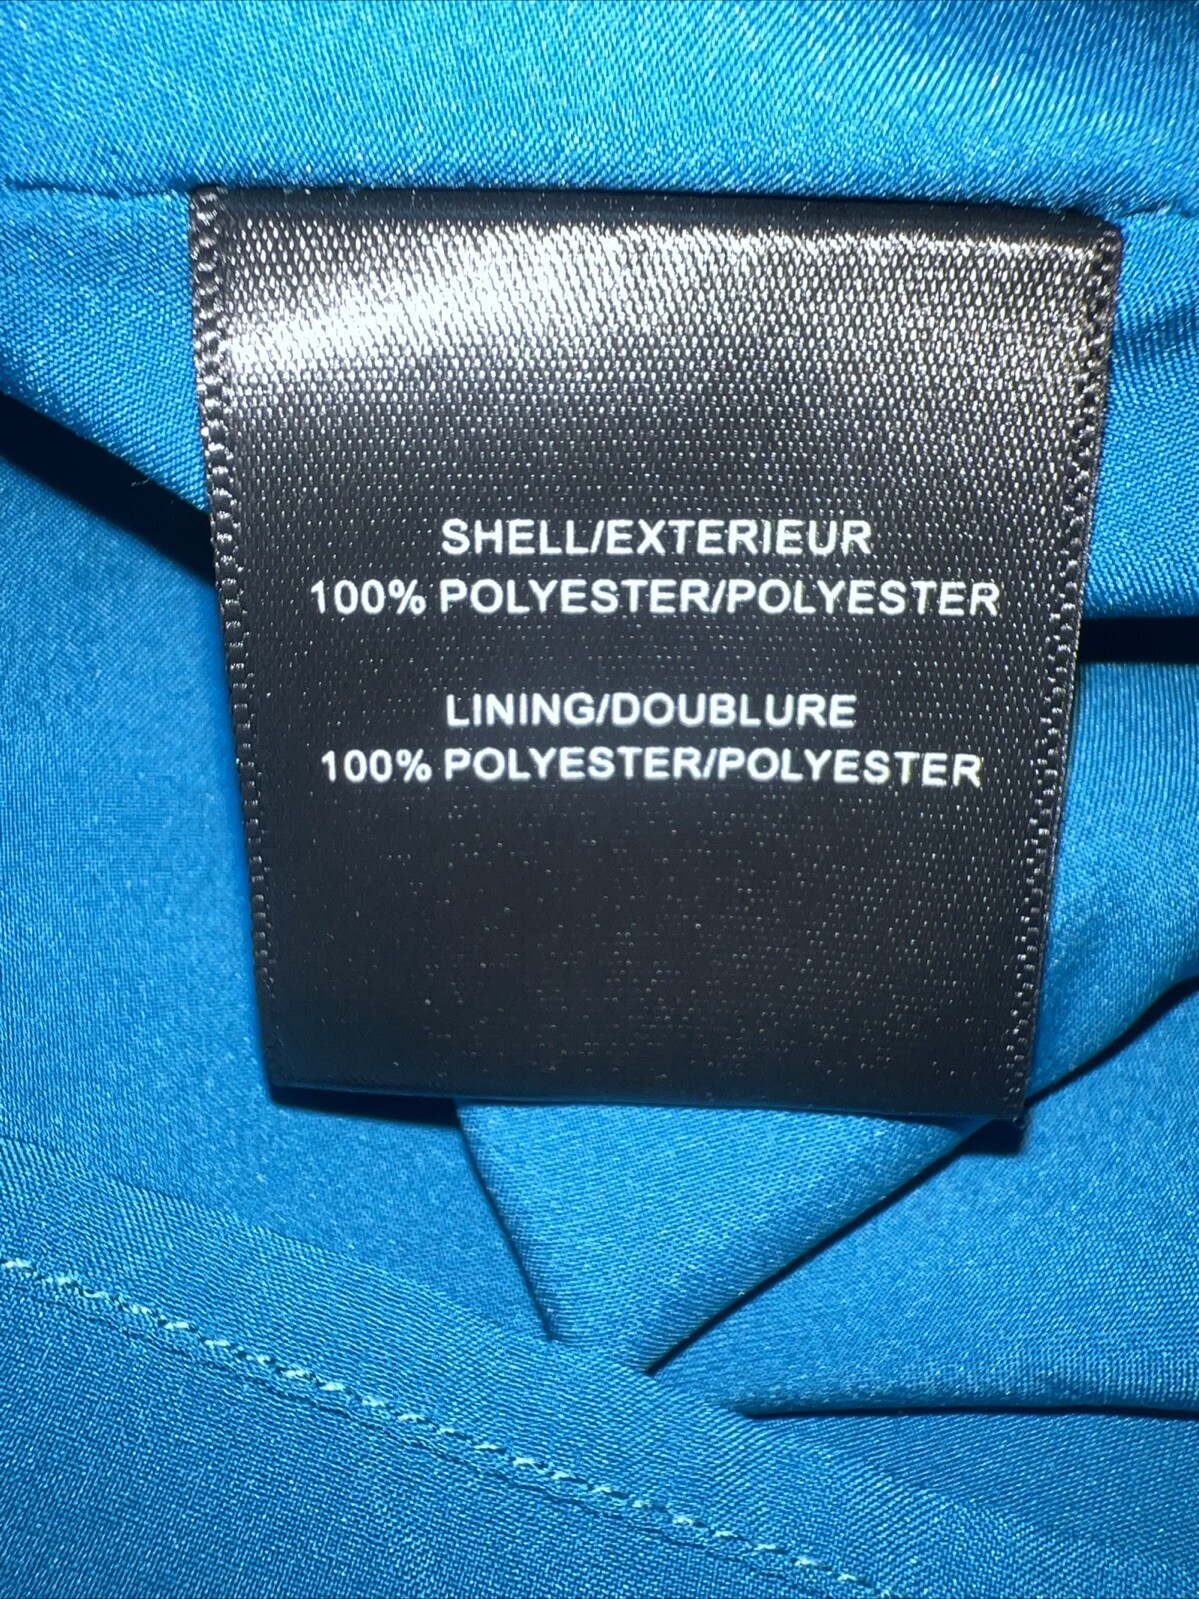 SHELL/EXTERIEUR
100% POLYESTER/POLYESTER
LINING/DOUBLURE
100% POLYESTER/POLYESTER